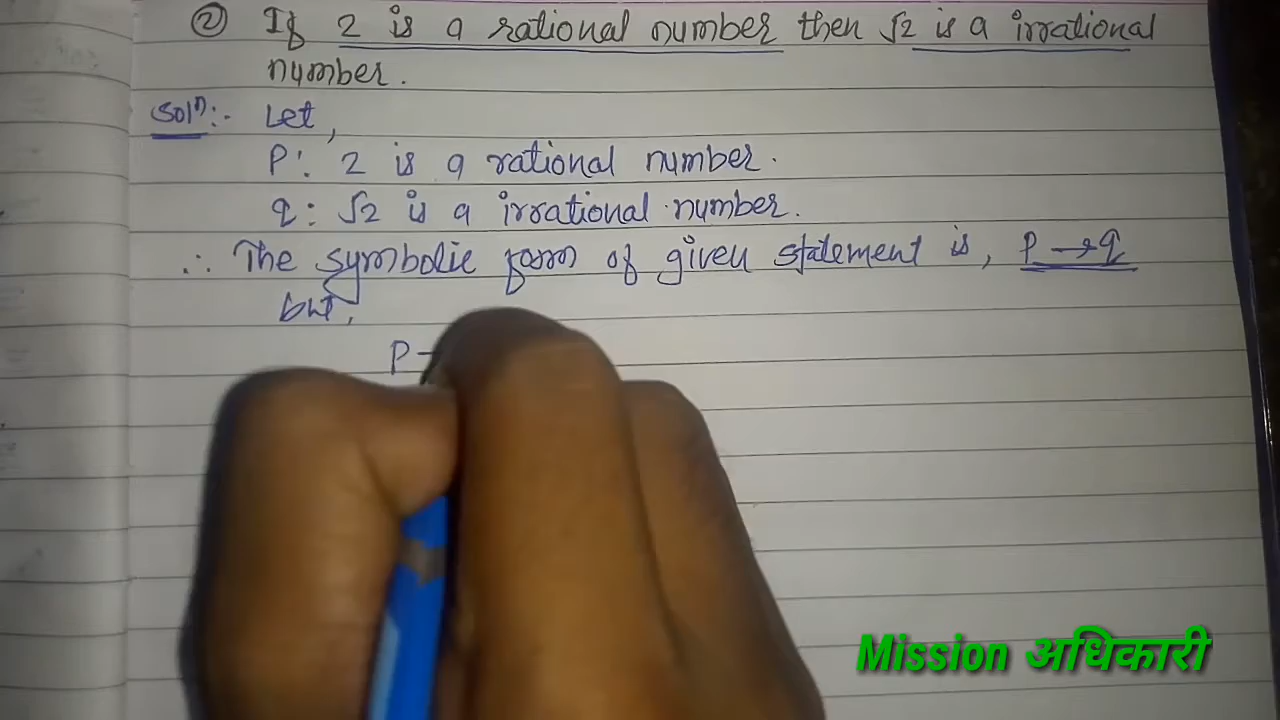 ② If 2 is a rational number then √2 is a irrational
number.
Solⁿ:- Let,
P: 2 is a rational number.
q: √2 is a irrational number.
∴ The symbolic form of given statement is, P → q
but,
P -
Mission अधिकारी